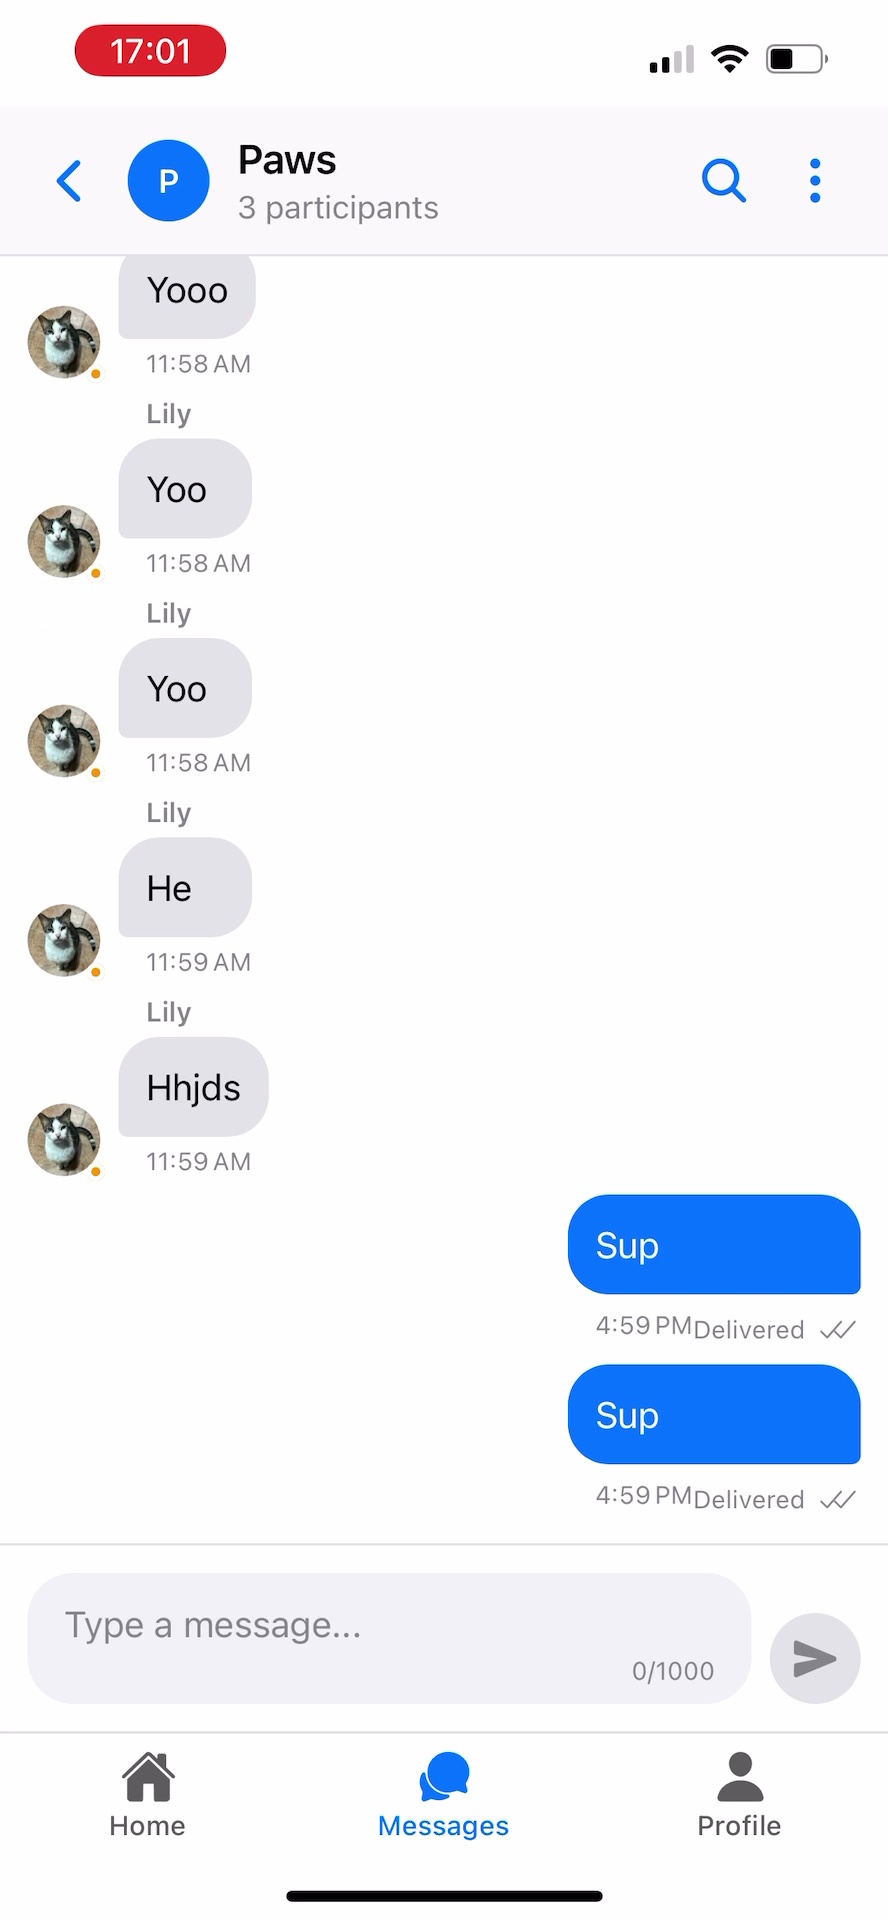 17:01
P
Paws
3 participants
Yooo
11:58 AM
Lily
Yoo
11:58 AM
Lily
Yoo
11:58 AM
Lily
He
11:59 AM
Lily
Hhjds
11:59 AM
Sup
4:59 PM Delivered
Sup
4:59 PM Delivered
Type a message...
0/1000
Home Messages Profile